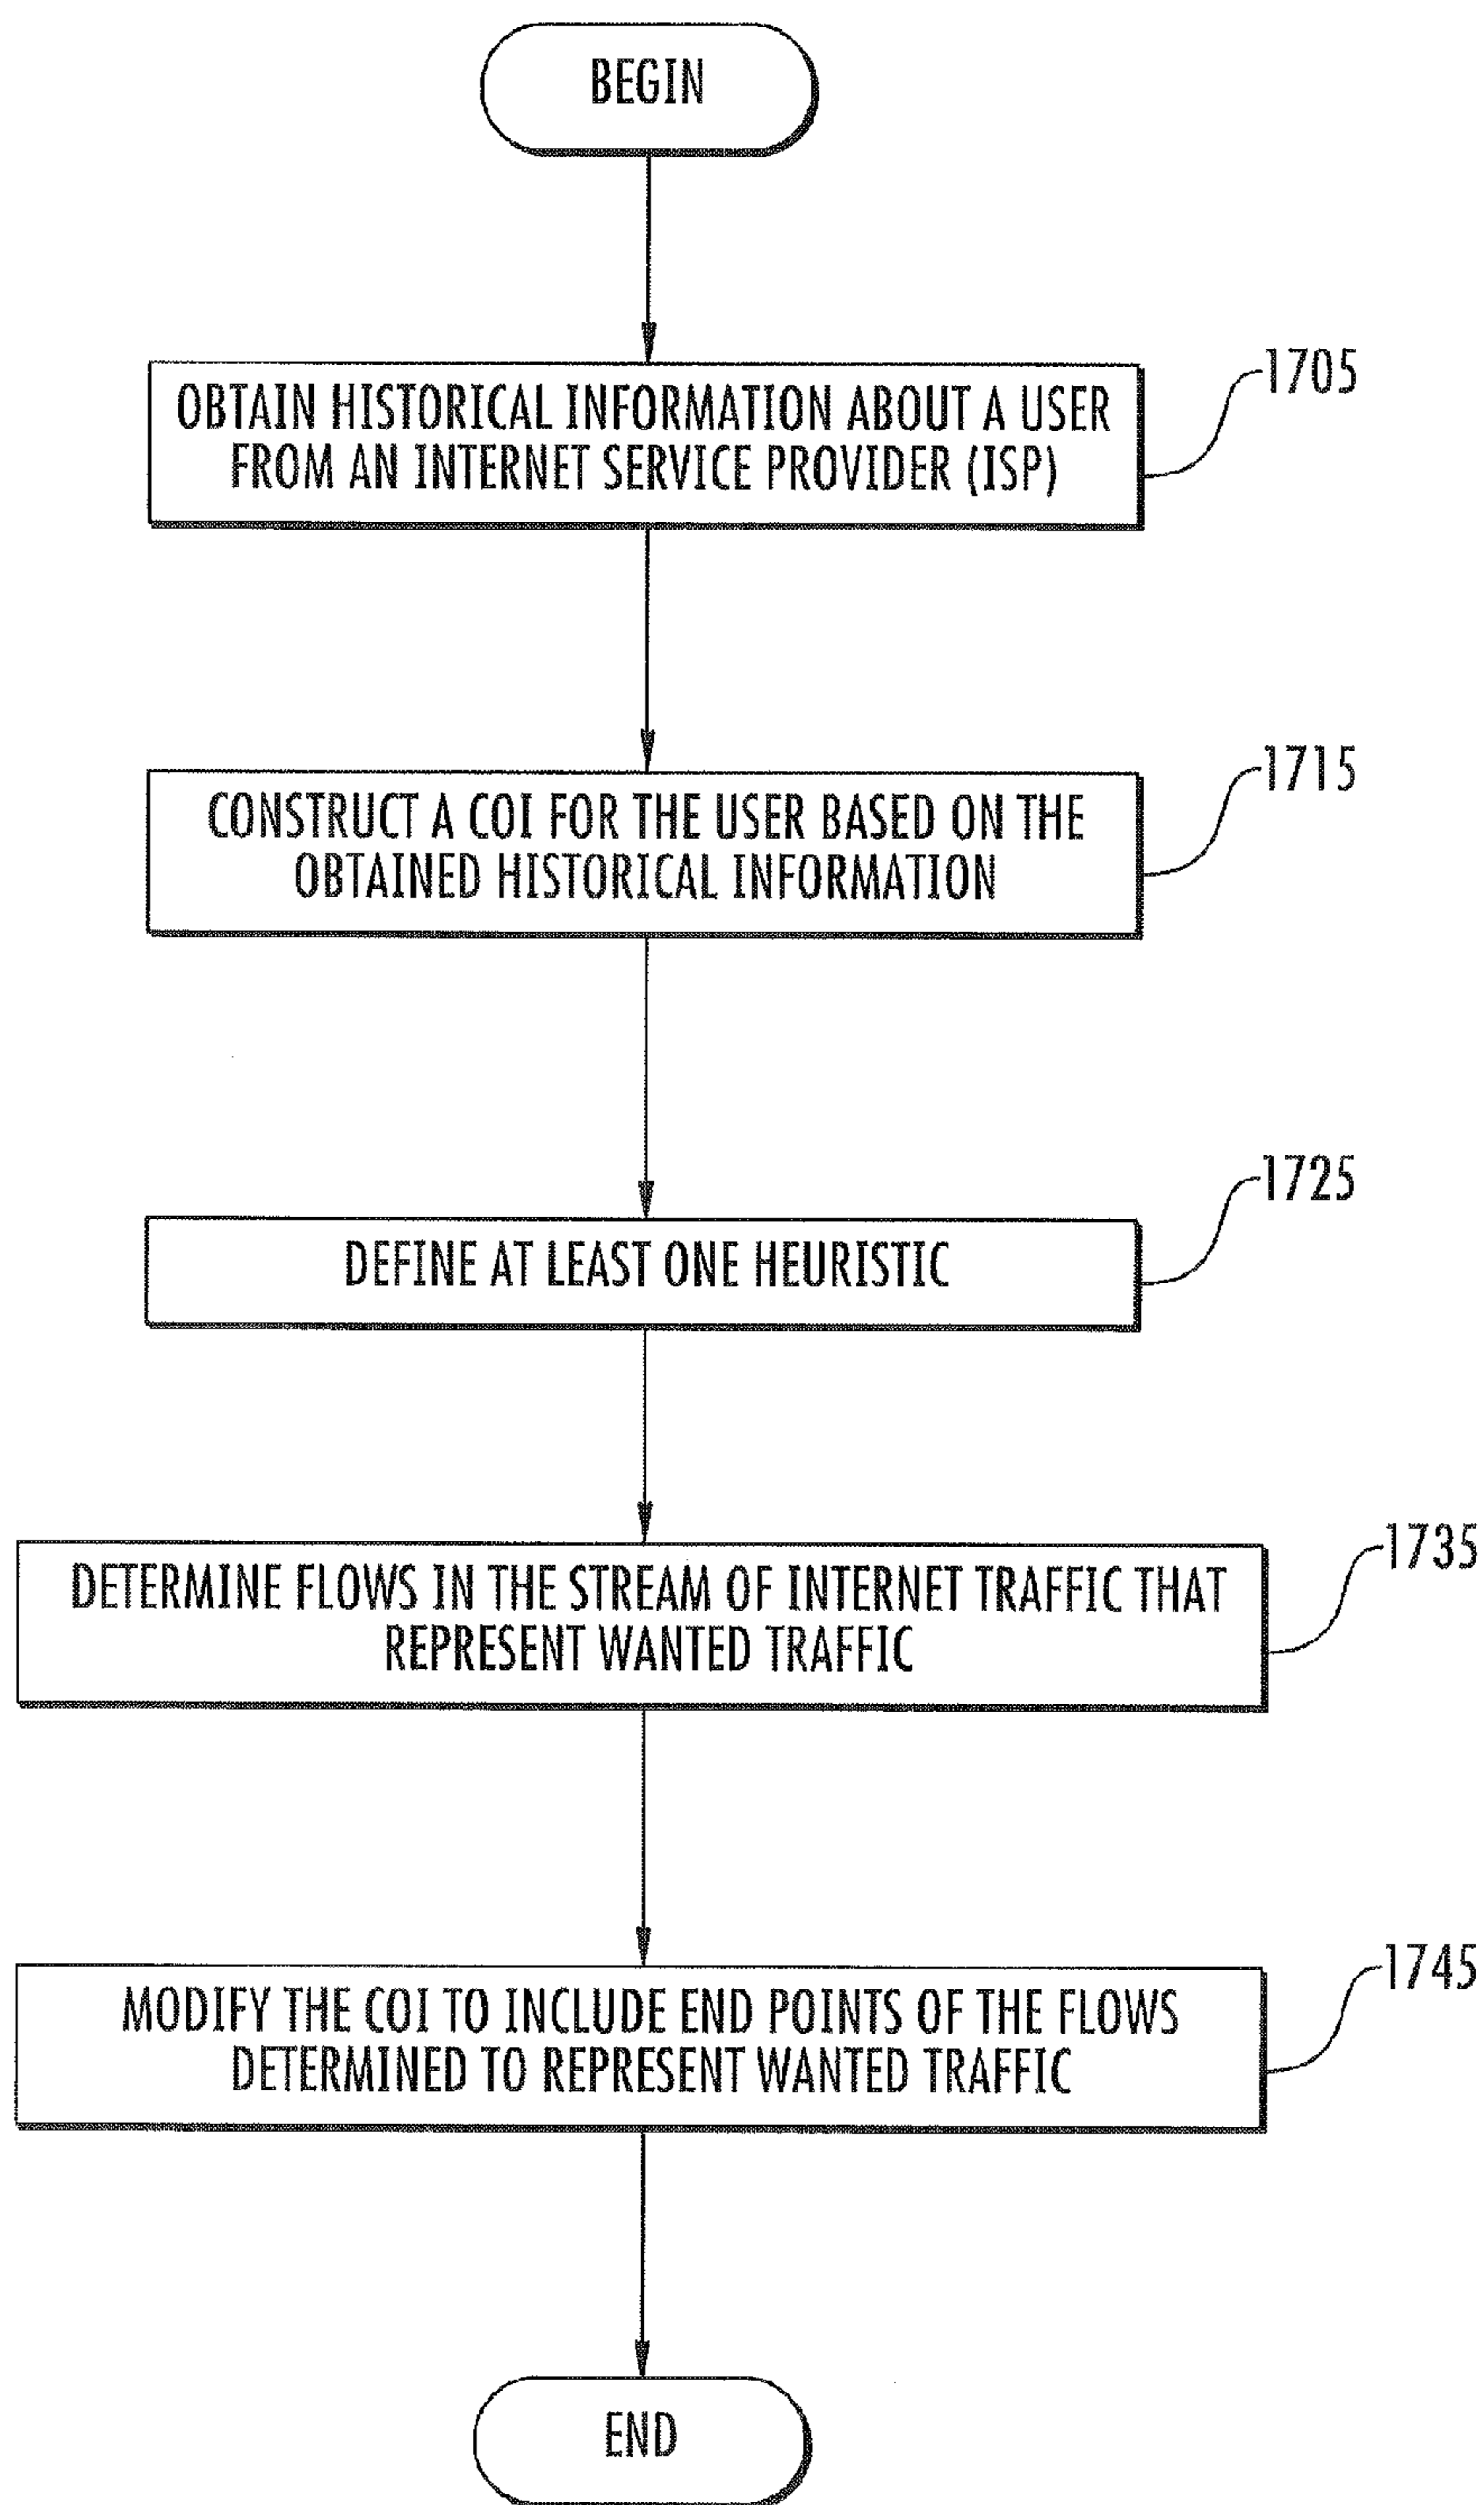 BEGIN
OBTAIN HISTORICAL INFORMATION ABOUT A USER
FROM AN INTERNET SERVICE PROVIDER (ISP)
1705
CONSTRUCT A COI FOR THE USER BASED ON THE
OBTAINED HISTORICAL INFORMATION
1715
DEFINE AT LEAST ONE HEURISTIC
1725
DETERMINE FLOWS IN THE STREAM OF INTERNET TRAFFIC THAT
REPRESENT WANTED TRAFFIC
1735
MODIFY THE COI TO INCLUDE END POINTS OF THE FLOWS
DETERMINED TO REPRESENT WANTED TRAFFIC
1745
END